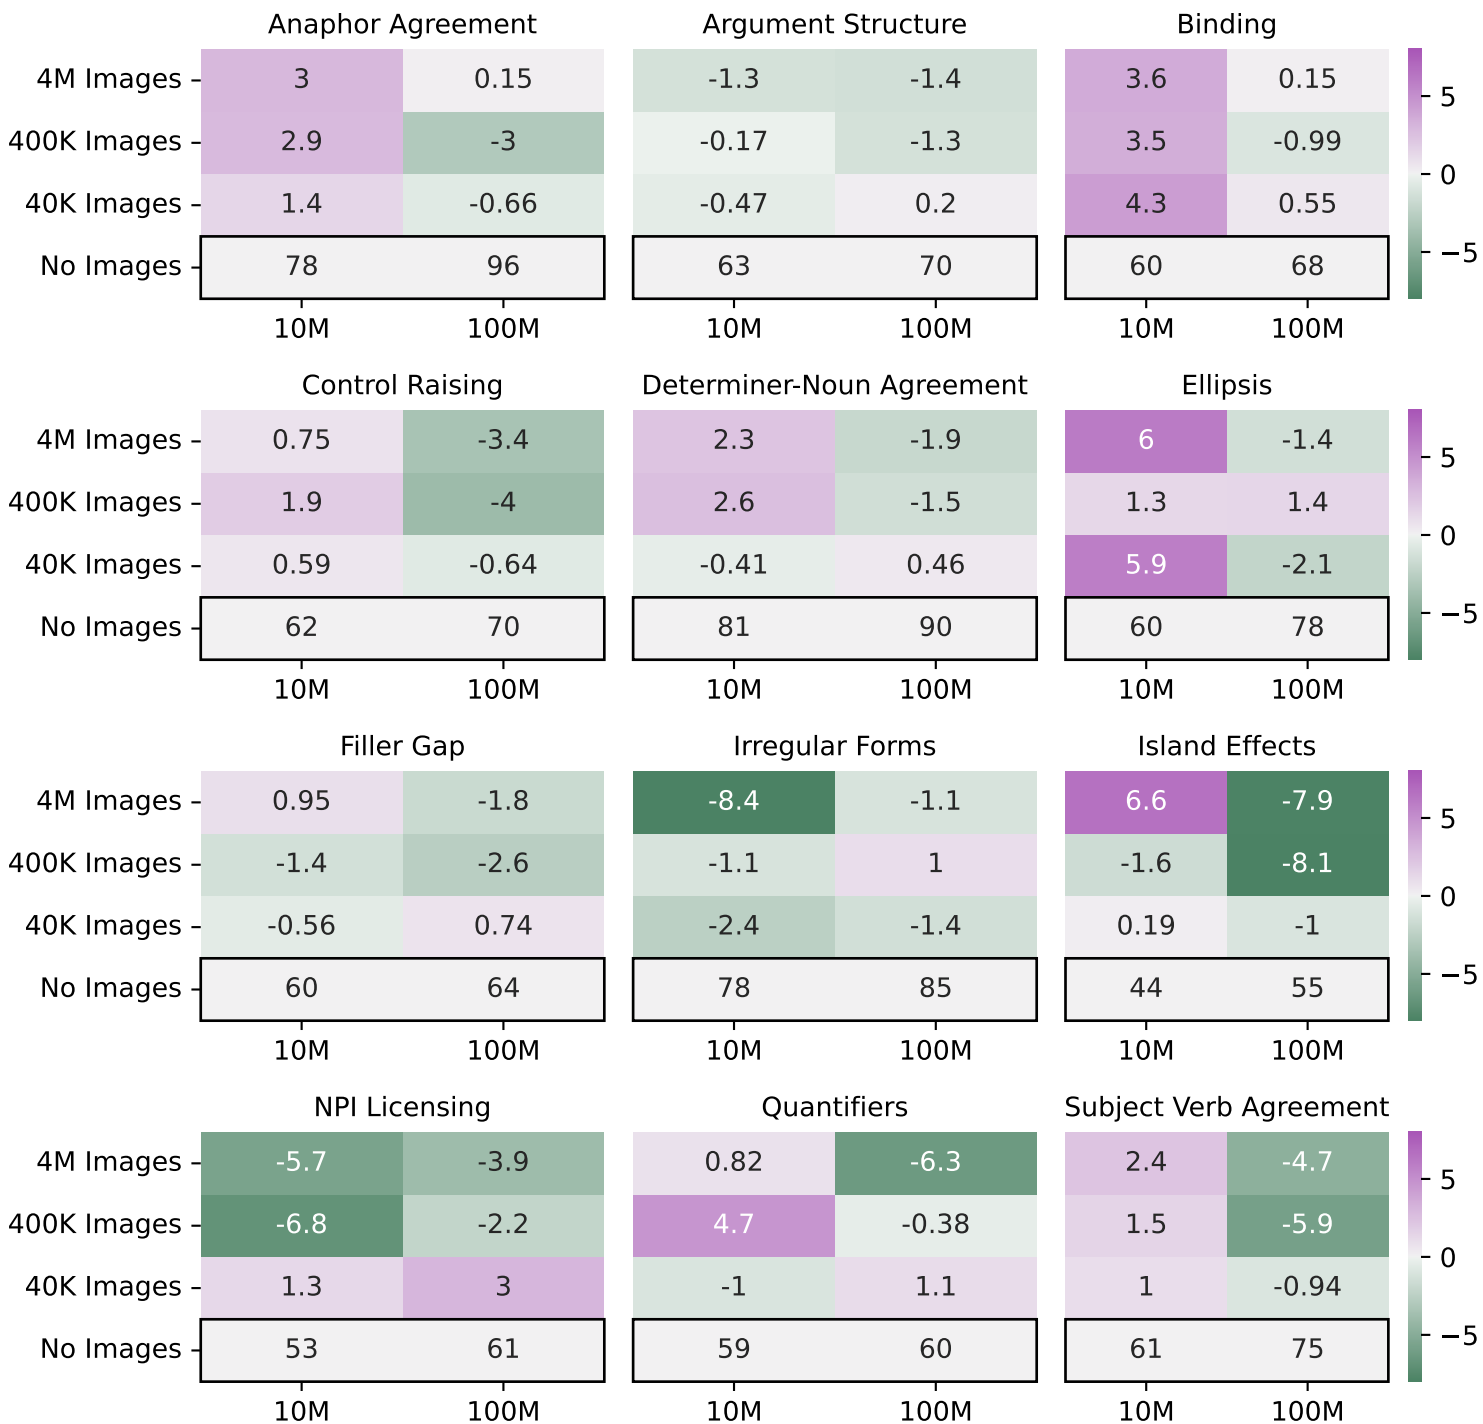 Anaphor Agreement Argument Structure Binding
4M Images 3 0.15 -1.3 -1.4 3.6 0.15 5
400K Images 2.9 -3 -0.17 -1.3 3.5 -0.99 0
40K Images 1.4 -0.66 -0.47 0.2 4.3 0.55
No Images 78 96 63 70 60 68 −5
10M 100M 10M 100M 10M 100M
Control Raising Determiner-Noun Agreement Ellipsis
4M Images 0.75 -3.4 2.3 -1.9 6 -1.4 5
400K Images 1.9 -4 2.6 -1.5 1.3 1.4 0
40K Images 0.59 -0.64 -0.41 0.46 5.9 -2.1
No Images 62 70 81 90 60 78 −5
10M 100M 10M 100M 10M 100M
Filler Gap Irregular Forms Island Effects
4M Images 0.95 -1.8 -8.4 -1.1 6.6 -7.9 5
400K Images -1.4 -2.6 -1.1 1 -1.6 -8.1 0
40K Images -0.56 0.74 -2.4 -1.4 0.19 -1
No Images 60 64 78 85 44 55 −5
10M 100M 10M 100M 10M 100M
NPI Licensing Quantifiers Subject Verb Agreement
4M Images -5.7 -3.9 0.82 -6.3 2.4 -4.7 5
400K Images -6.8 -2.2 4.7 -0.38 1.5 -5.9 0
40K Images 1.3 3 -1 1.1 1 -0.94
No Images 53 61 59 60 61 75 −5
10M 100M 10M 100M 10M 100M